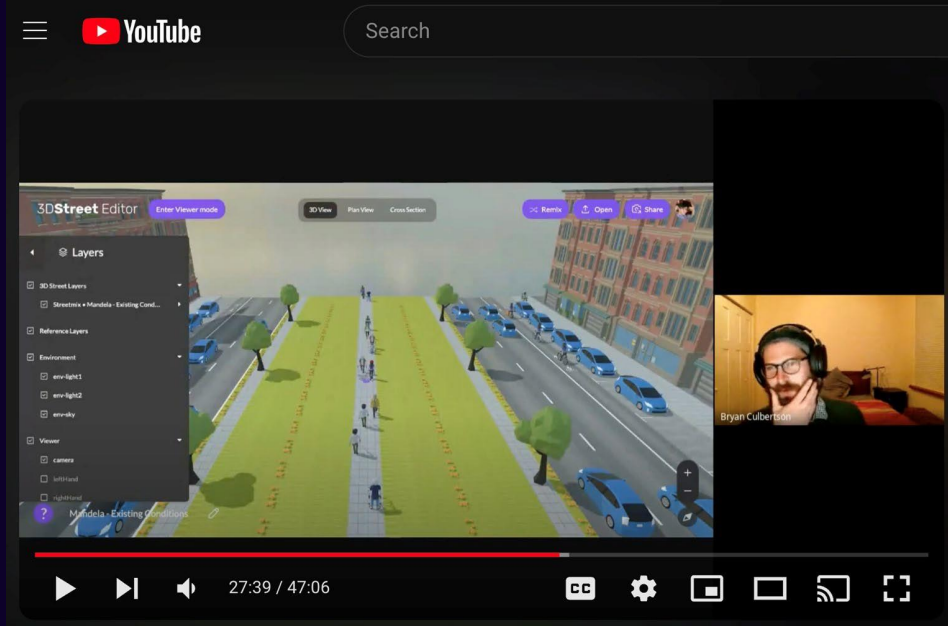 YouTube
Search
3DStreet Editor
Enter Viewer mode
3D View
Plan View
Cross Section
Remix
Open
Share
Layers
3D Street Layers
Streetmix • Mandela - Existing Cond...
Reference Layers
Environment
env-light1
env-light2
env-sky
Viewer
camera
leftHand
rightHand
?
Mandela - Existing Conditions
Bryan Culbertson
27:39 / 47:06
CC